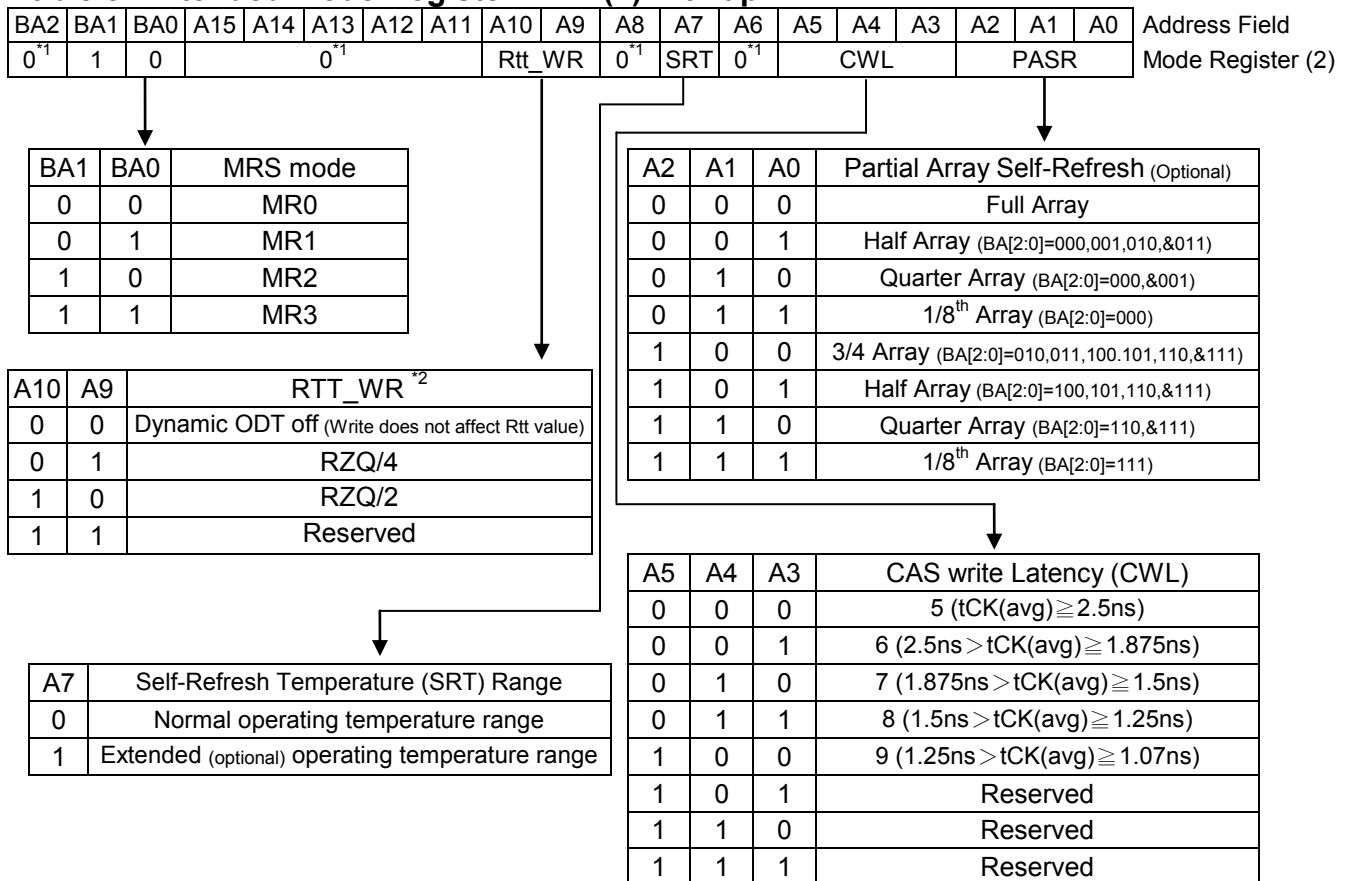 BA2 BA1 BA0 A15 A14 A13 A12 A11 A10 A9 A8 A7 A6 A5 A4 A3 A2 A1 A0 Address Field
0*1 1 0 0*1 Rtt_WR 0*1 SRT 0*1 CWL PASR Mode Register (2)
BA1 BA0 MRS mode
0 0 MR0
0 1 MR1
1 0 MR2
1 1 MR3
A2 A1 A0 Partial Array Self-Refresh (Optional)
0 0 0 Full Array
0 0 1 Half Array (BA[2:0]=000,001,010,&011)
0 1 0 Quarter Array (BA[2:0]=000,&001)
0 1 1 1/8th Array (BA[2:0]=000)
1 0 0 3/4 Array (BA[2:0]=010,011,100.101,110,&111)
1 0 1 Half Array (BA[2:0]=100,101,110,&111)
1 1 0 Quarter Array (BA[2:0]=110,&111)
1 1 1 1/8th Array (BA[2:0]=111)
A10 A9 RTT_WR *2
0 0 Dynamic ODT off (Write does not affect Rtt value)
0 1 RZQ/4
1 0 RZQ/2
1 1 Reserved
A5 A4 A3 CAS write Latency (CWL)
0 0 0 5 (tCK(avg)≧2.5ns)
0 0 1 6 (2.5ns>tCK(avg)≧1.875ns)
0 1 0 7 (1.875ns>tCK(avg)≧1.5ns)
0 1 1 8 (1.5ns>tCK(avg)≧1.25ns)
1 0 0 9 (1.25ns>tCK(avg)≧1.07ns)
1 0 1 Reserved
1 1 0 Reserved
1 1 1 Reserved
A7 Self-Refresh Temperature (SRT) Range
0 Normal operating temperature range
1 Extended (optional) operating temperature range